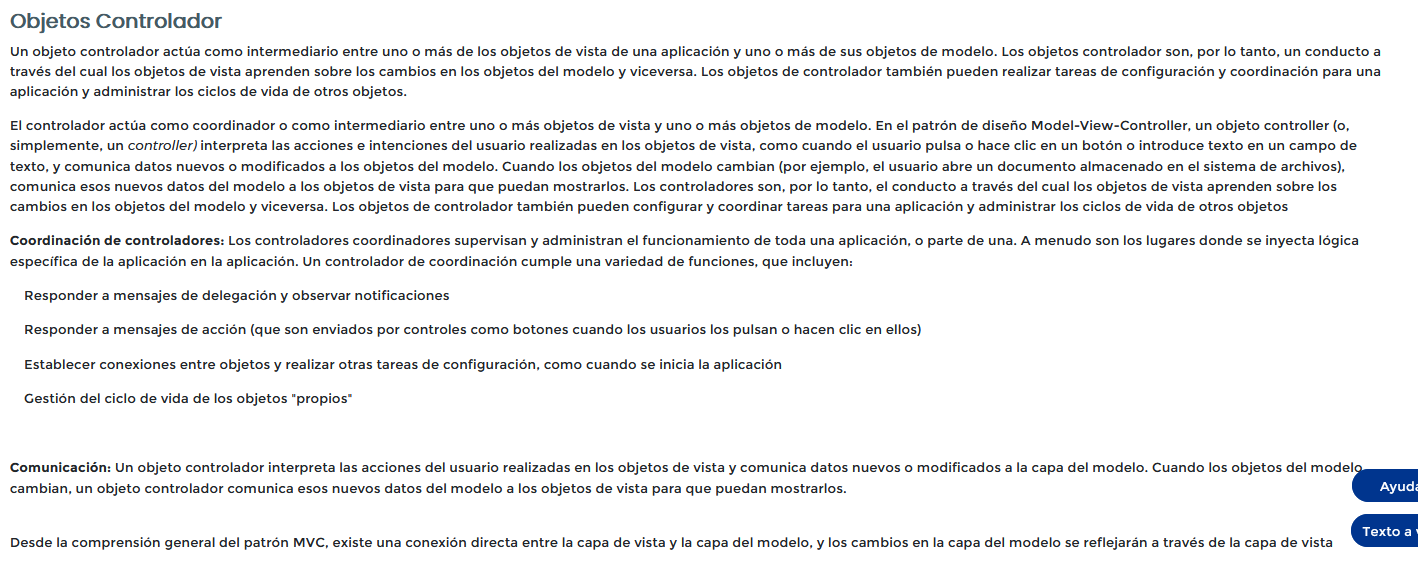 Objetos Controlador
Un objeto controlador actúa como intermediario entre uno o más de los objetos de vista de una aplicación y uno o más de sus objetos de modelo. Los objetos controlador son, por lo tanto, un conducto a
través del cual los objetos de vista aprenden sobre los cambios en los objetos del modelo y viceversa. Los objetos de controlador también pueden realizar tareas de configuración y coordinación para una
aplicación y administrar los ciclos de vida de otros objetos.
El controlador actúa como coordinador o como intermediario entre uno o más objetos de vista y uno o más objetos de modelo. En el patrón de diseño Model-View-Controller, un objeto controller (o,
simplemente, un controller) interpreta las acciones e intenciones del usuario realizadas en los objetos de vista, como cuando el usuario pulsa o hace clic en un botón o introduce texto en un campo de
texto, y comunica datos nuevos o modificados a los objetos del modelo. Cuando los objetos del modelo cambian (por ejemplo, el usuario abre un documento almacenado en el sistema de archivos),
comunica esos nuevos datos del modelo a los objetos de vista para que puedan mostrarlos. Los controladores son, por lo tanto, el conducto a través del cual los objetos de vista aprenden sobre los
cambios en los objetos del modelo y viceversa. Los objetos de controlador también pueden configurar y coordinar tareas para una aplicación y administrar los ciclos de vida de otros objetos
Coordinación de controladores: Los controladores coordinadores supervisan y administran el funcionamiento de toda una aplicación, o parte de una. A menudo son los lugares donde se inyecta lógica
específica de la aplicación en la aplicación. Un controlador de coordinación cumple una variedad de funciones, que incluyen:
Responder a mensajes de delegación y observar notificaciones
Responder a mensajes de acción (que son enviados por controles como botones cuando los usuarios los pulsan o hacen clic en ellos)
Establecer conexiones entre objetos y realizar otras tareas de configuración, como cuando se inicia la aplicación
Gestión del ciclo de vida de los objetos "propios"
Comunicación: Un objeto controlador interpreta las acciones del usuario realizadas en los objetos de vista y comunica datos nuevos o modificados a la capa del modelo. Cuando los objetos del modelo
cambian, un objeto controlador comunica esos nuevos datos del modelo a los objetos de vista para que puedan mostrarlos.
Ayuda
Texto a v
Desde la comprensión general del patrón MVC, existe una conexión directa entre la capa de vista y la capa del modelo, y los cambios en la capa del modelo se reflejarán a través de la capa de vista